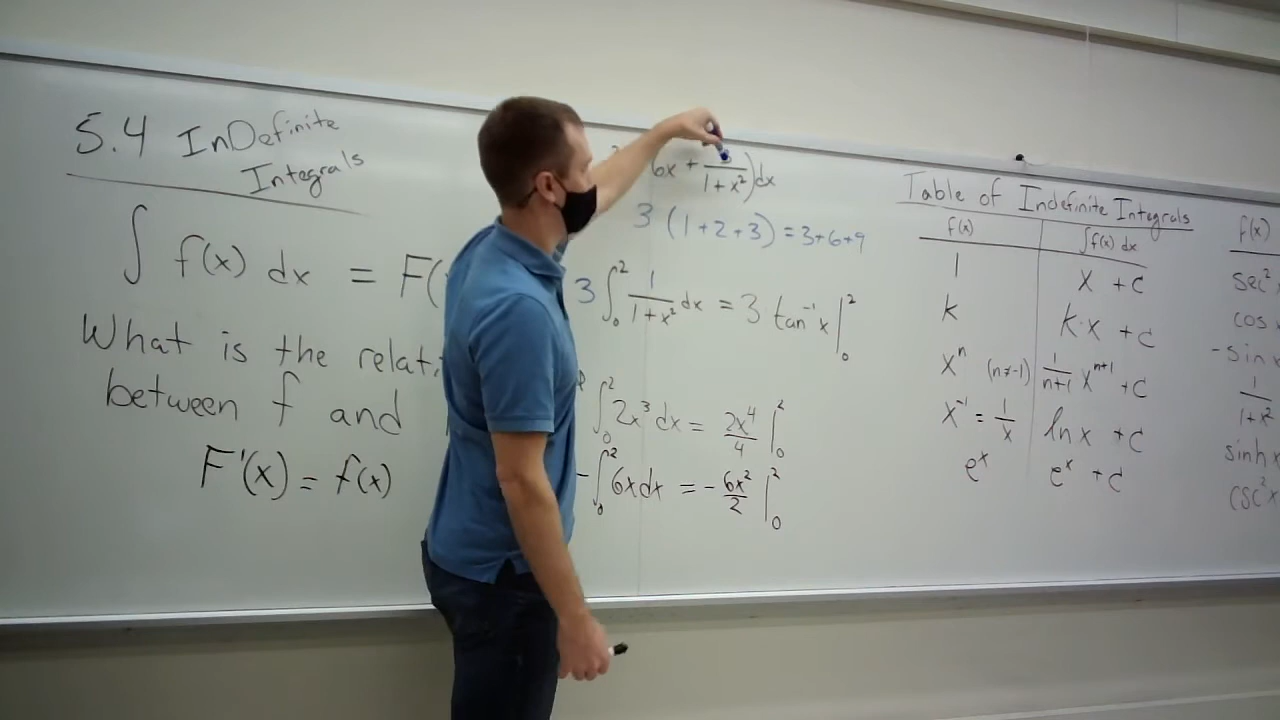 5.4 InDefinite
Integrals
∫ f(x) dx = F(
What is the relat
between f and
F'(x) = f(x)
6x + 3/(1+x²)) dx
3 (1+2+3) = 3+6+9
3 ∫₀² 1/(1+x²) dx = 3 tan⁻¹x |₀²
∫₀² 2x³ dx = 2x⁴/4 |₀²
-∫₀² 6x dx = -6x²/2 |₀²
Table of Indefinite Integrals
f(x) ∫f(x) dx
1 x + c
k k·x + c
xⁿ (n≠-1) 1/(n+1) xⁿ⁺¹ + c
x⁻¹ = 1/x ln x + c
eˣ eˣ + c
f(x)
sec²
cos x
-sin x
1/(1+x²)
sinh x
csc²x